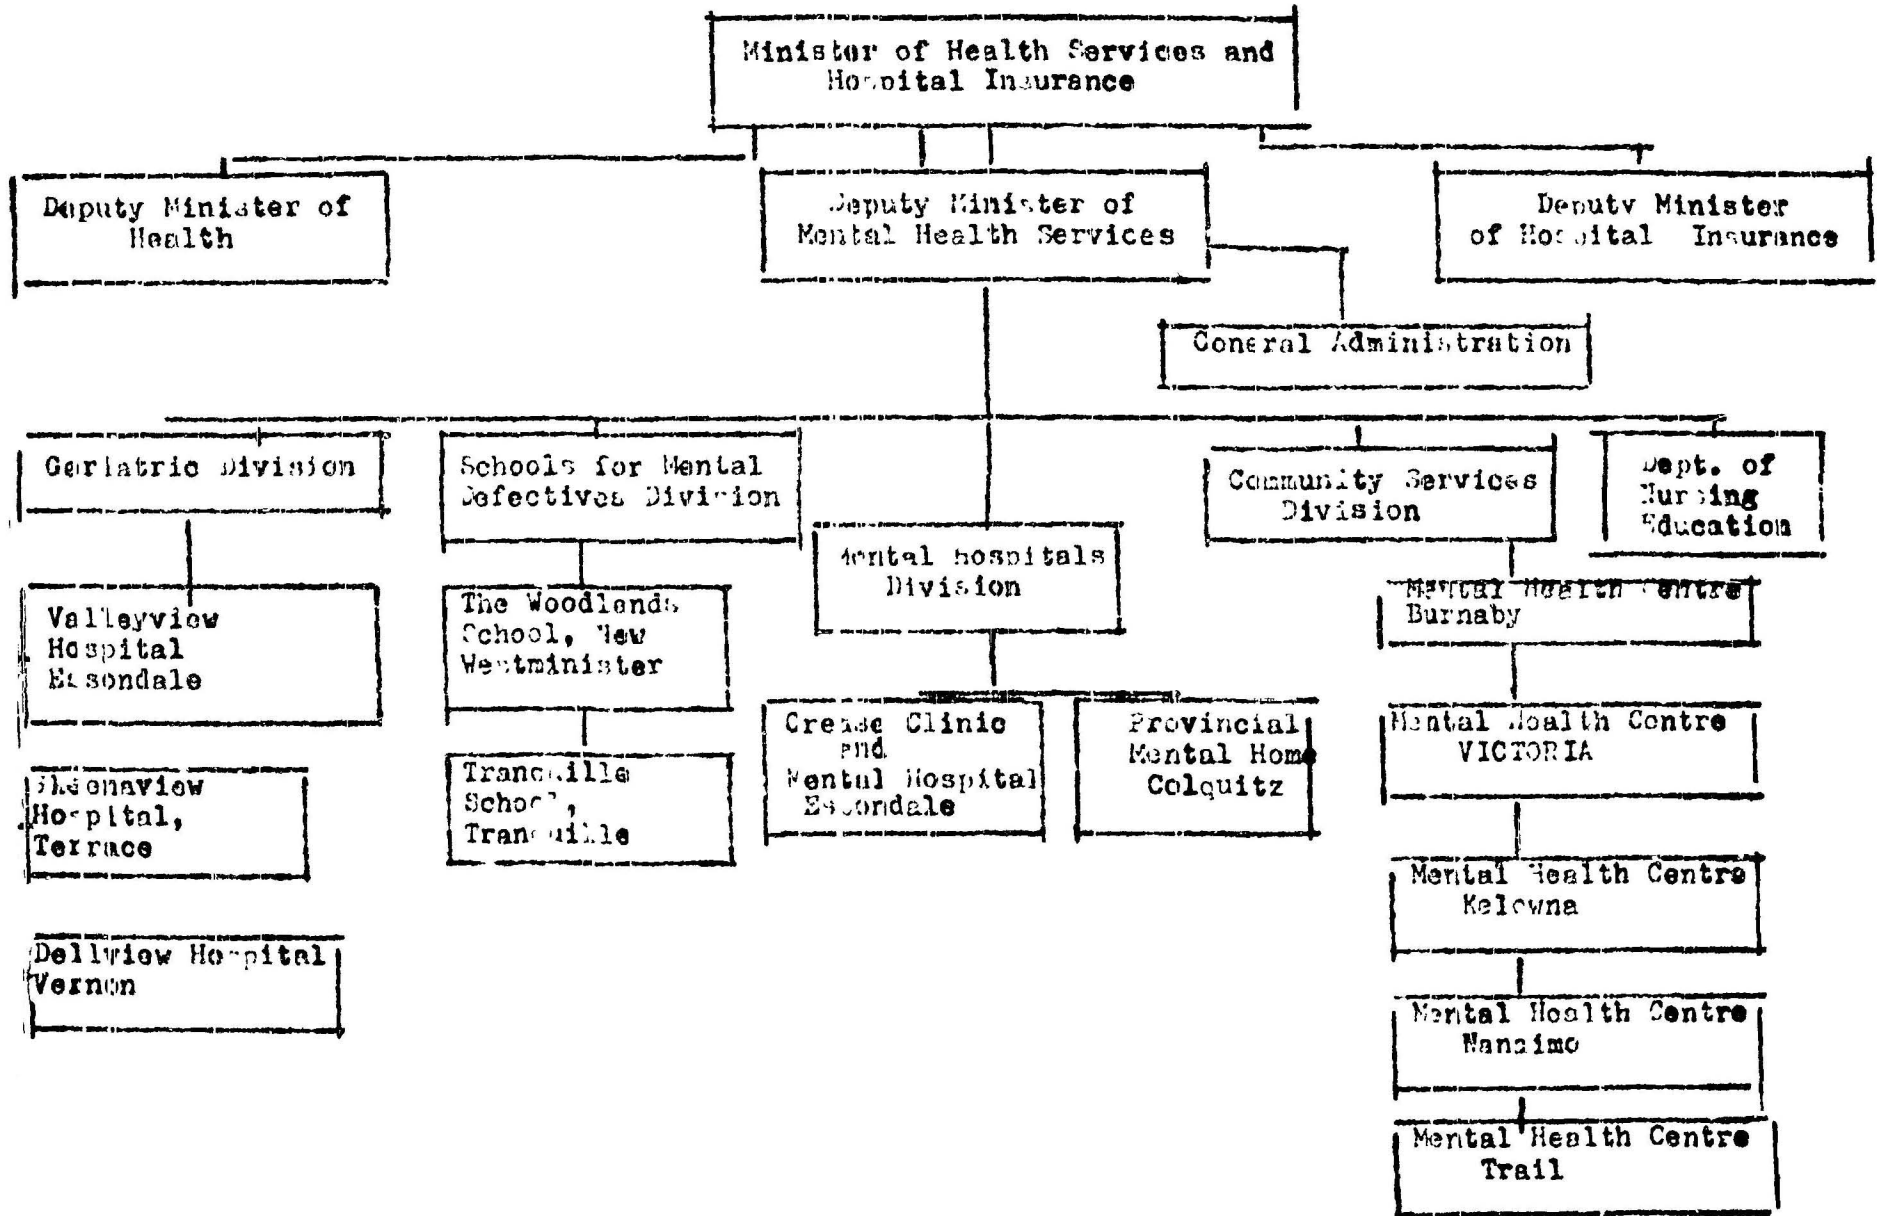 Minister of Health Services and
Hospital Insurance
Deputy Minister of
Health
Deputy Minister of
Mental Health Services
Deputy Minister
of Hospital Insurance
General Administration
Geriatric Division
Schools for Mental
Defectives Division
Mental Hospitals
Division
Community Services
Division
Dept. of
Nursing
Education
Valleyview
Hospital
Essondale
Skeenaview
Hospital,
Terrace
Dellview Hospital
Vernon
The Woodlands
School, New
Westminister
Tranquille
School,
Tranquille
Crease Clinic
and
Mental Hospital
Essondale
Provincial
Mental Home
Colquitz
Mental Health Centre
Burnaby
Mental Health Centre
VICTORIA
Mental Health Centre
Kelowna
Mental Health Centre
Nanaimo
Mental Health Centre
Trail